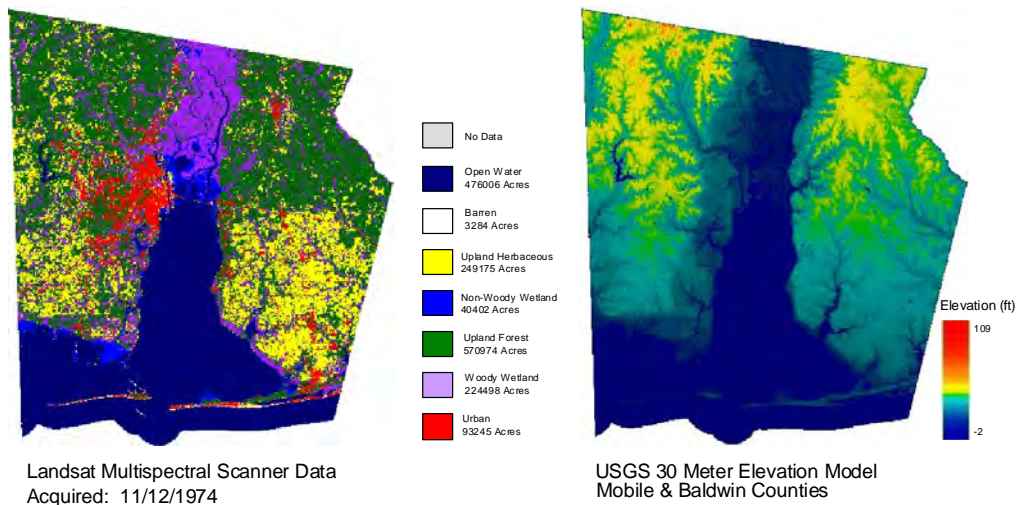 No Data
Open Water
476006 Acres
Barren
3284 Acres
Upland Herbaceous
249175 Acres
Non-Woody Wetland
40402 Acres
Upland Forest
570974 Acres
Woody Wetland
224498 Acres
Urban
93245 Acres
Elevation (ft)
109
-2
Landsat Multispectral Scanner Data
Acquired: 11/12/1974
USGS 30 Meter Elevation Model
Mobile & Baldwin Counties